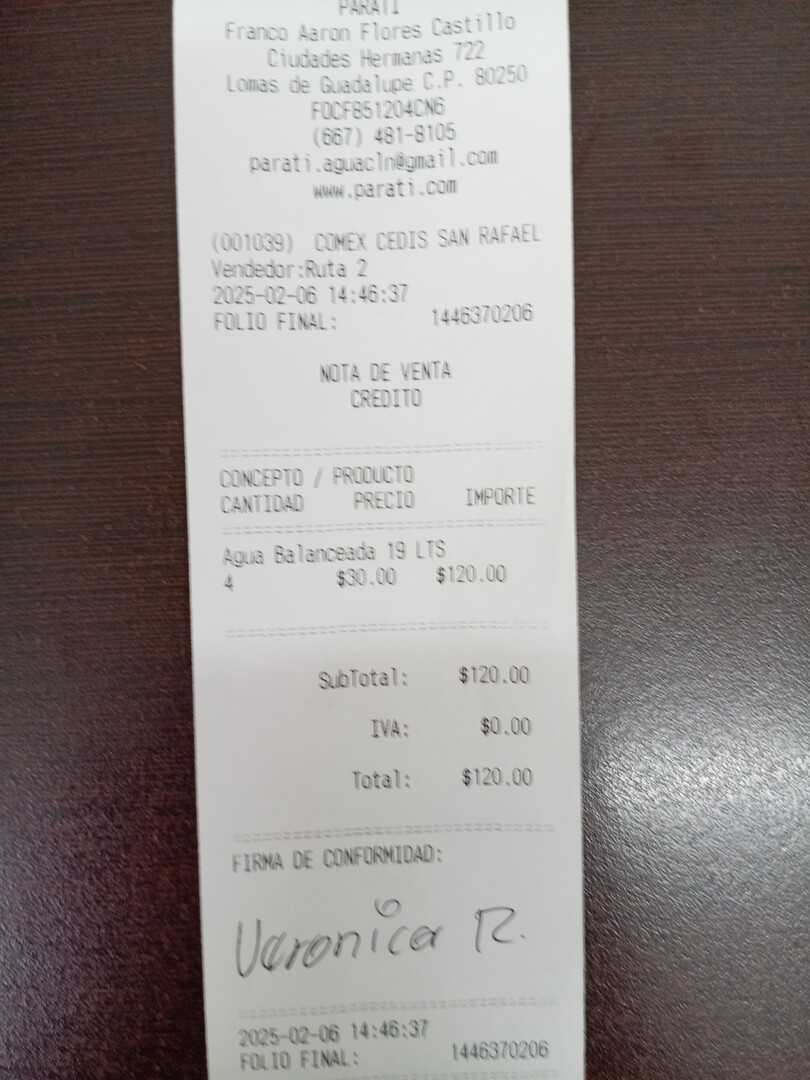 PARATI
Franco Aaron Flores Castillo
Ciudades Hermanas 722
Lomas de Guadalupe C.P. 80250
FOCF851204CN6
(667) 481-8105
parati.aguacln@gmail.com
www.parati.com
(001039) COMEX CEDIS SAN RAFAEL
Vendedor:Ruta 2
2025-02-06 14:46:37
FOLIO FINAL: 1446370206
NOTA DE VENTA
CREDITO
CONCEPTO / PRODUCTO
CANTIDAD PRECIO IMPORTE
Agua Balanceada 19 LTS
4 $30.00 $120.00
SubTotal: $120.00
IVA: $0.00
Total: $120.00
FIRMA DE CONFORMIDAD:
Veronica R.
2025-02-06 14:46:37
FOLIO FINAL: 1446370206